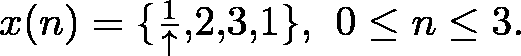 x(n) = {1↑,2,3,1}, 0 ≤ n ≤ 3.